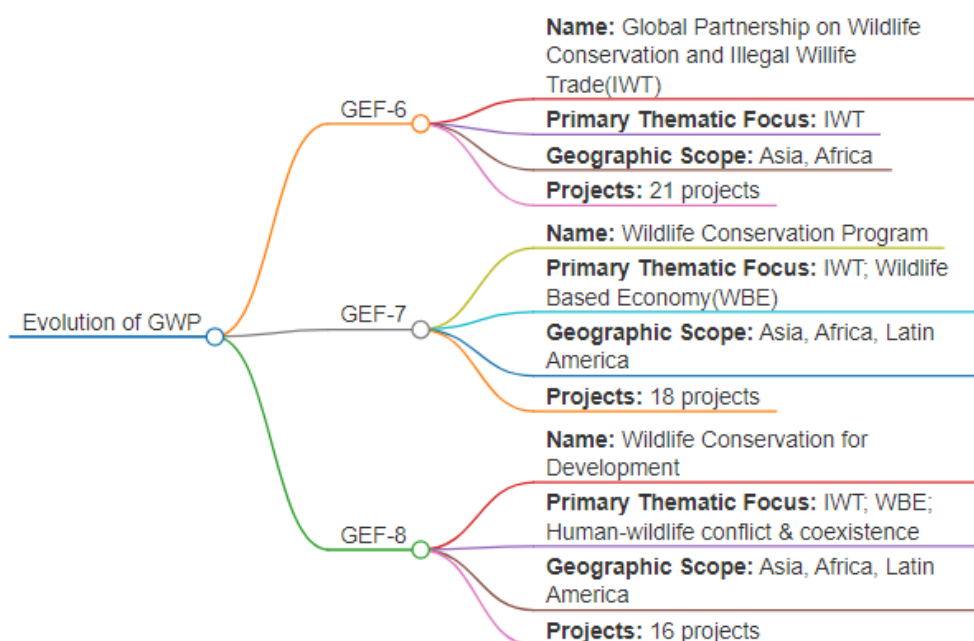 Evolution of GWP
GEF-6
Name: Global Partnership on Wildlife
Conservation and Illegal Willife
Trade(IWT)
Primary Thematic Focus: IWT
Geographic Scope: Asia, Africa
Projects: 21 projects
GEF-7
Name: Wildlife Conservation Program
Primary Thematic Focus: IWT; Wildlife
Based Economy(WBE)
Geographic Scope: Asia, Africa, Latin
America
Projects: 18 projects
GEF-8
Name: Wildlife Conservation for
Development
Primary Thematic Focus: IWT; WBE;
Human-wildlife conflict & coexistence
Geographic Scope: Asia, Africa, Latin
America
Projects: 16 projects